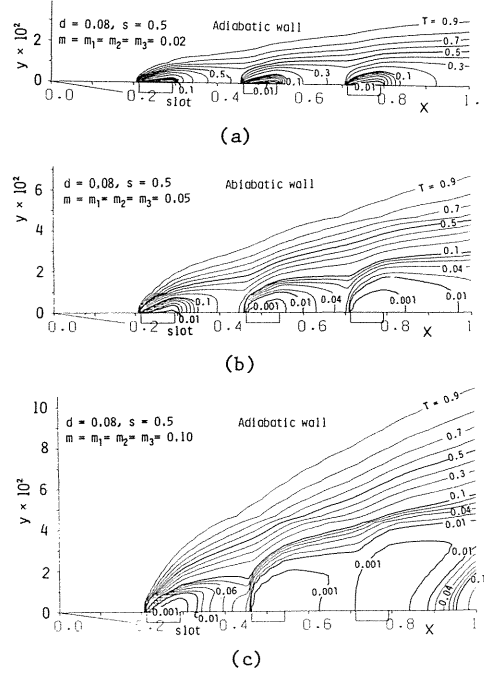 y × 10²
2
0
d = 0.08, s = 0.5
m = m₁= m₂= m₃= 0.02
Adiabatic wall
T = 0.9
0.7
0.5
0.3
0.5
0.3
0.1
0.1
0.1
0.01
0.01
0.0
0.2
slot
0.4
0.6
0.8
X
1.
(a)
y × 10²
6
4
2
0
d = 0.08, s = 0.5
m = m₁= m₂= m₃= 0.05
Abiabatic wall
T = 0.9
0.7
0.5
0.1
0.04
0.1
0.01
0.001
0.01
0.04
0.001
0.01
0.0
0.2
slot
0.4
0.6
0.8
X
1
(b)
y × 10²
10
8
6
4
2
0
d = 0.08, s = 0.5
m = m₁= m₂= m₃= 0.10
Adiabatic wall
T = 0.9
0.7
0.5
0.3
0.1
0.04
0.01
0.06
0.001
0.01
0.001
0.001
0.01
0.04
0.1
0.0
0.2
slot
0.4
0.6
0.8
X
1
(c)